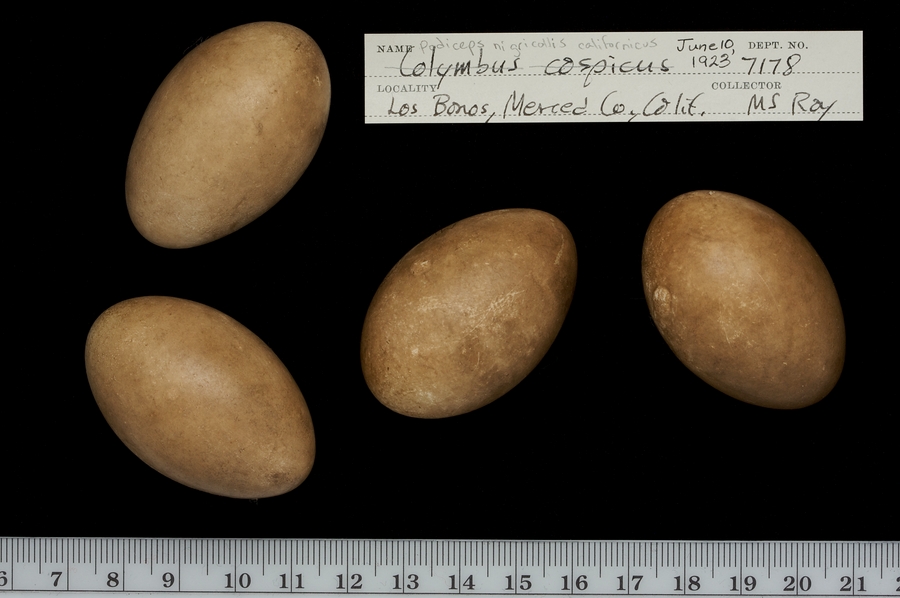 NAME Podiceps nigricollis californicus June 10, DEPT. NO.
Colymbus caspicus 1923 7178
LOCALITY COLLECTOR
Los Banos, Merced Co., Calif. MS Ray
6 7 8 9 10 11 12 13 14 15 16 17 18 19 20 21